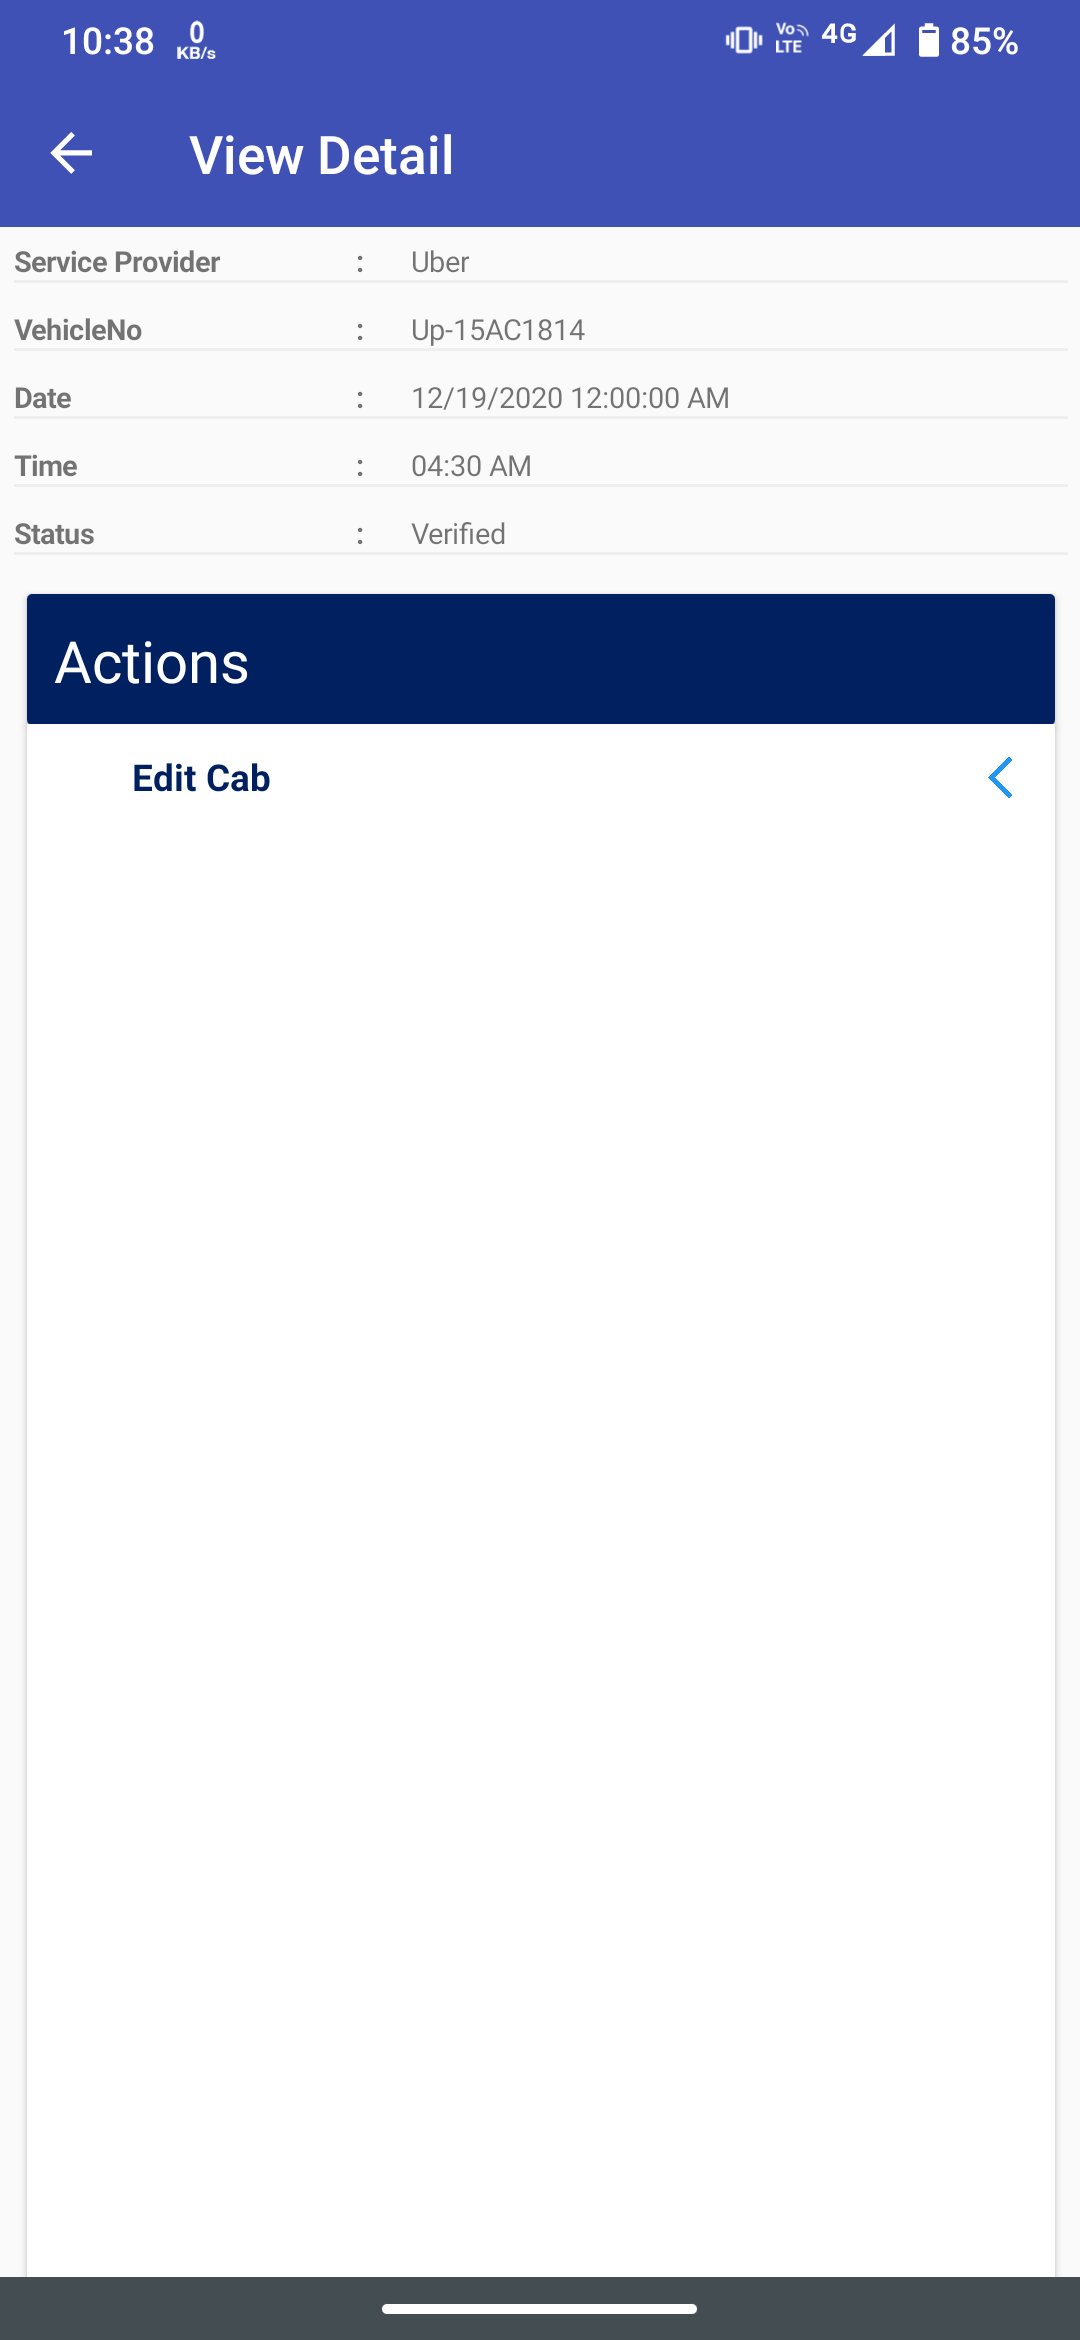 10:38 0 KB/s Vo LTE 4G 85%
View Detail
Service Provider : Uber
VehicleNo : Up-15AC1814
Date : 12/19/2020 12:00:00 AM
Time : 04:30 AM
Status : Verified
Actions
Edit Cab